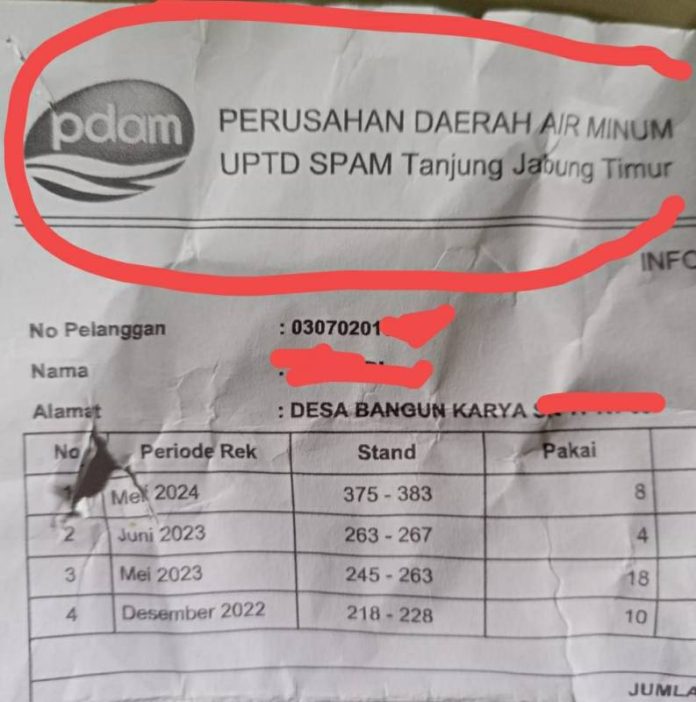 pdam
PERUSAHAN DAERAH AIR MINUM
UPTD SPAM Tanjung Jabung Timur
INFO
No Pelanggan : 03070201
Nama :
Alamat : DESA BANGUN KARYA
No Periode Rek Stand Pakai
1 Mei 2024 375 - 383 8
2 Juni 2023 263 - 267 4
3 Mei 2023 245 - 263 18
4 Desember 2022 218 - 228 10
JUMLA